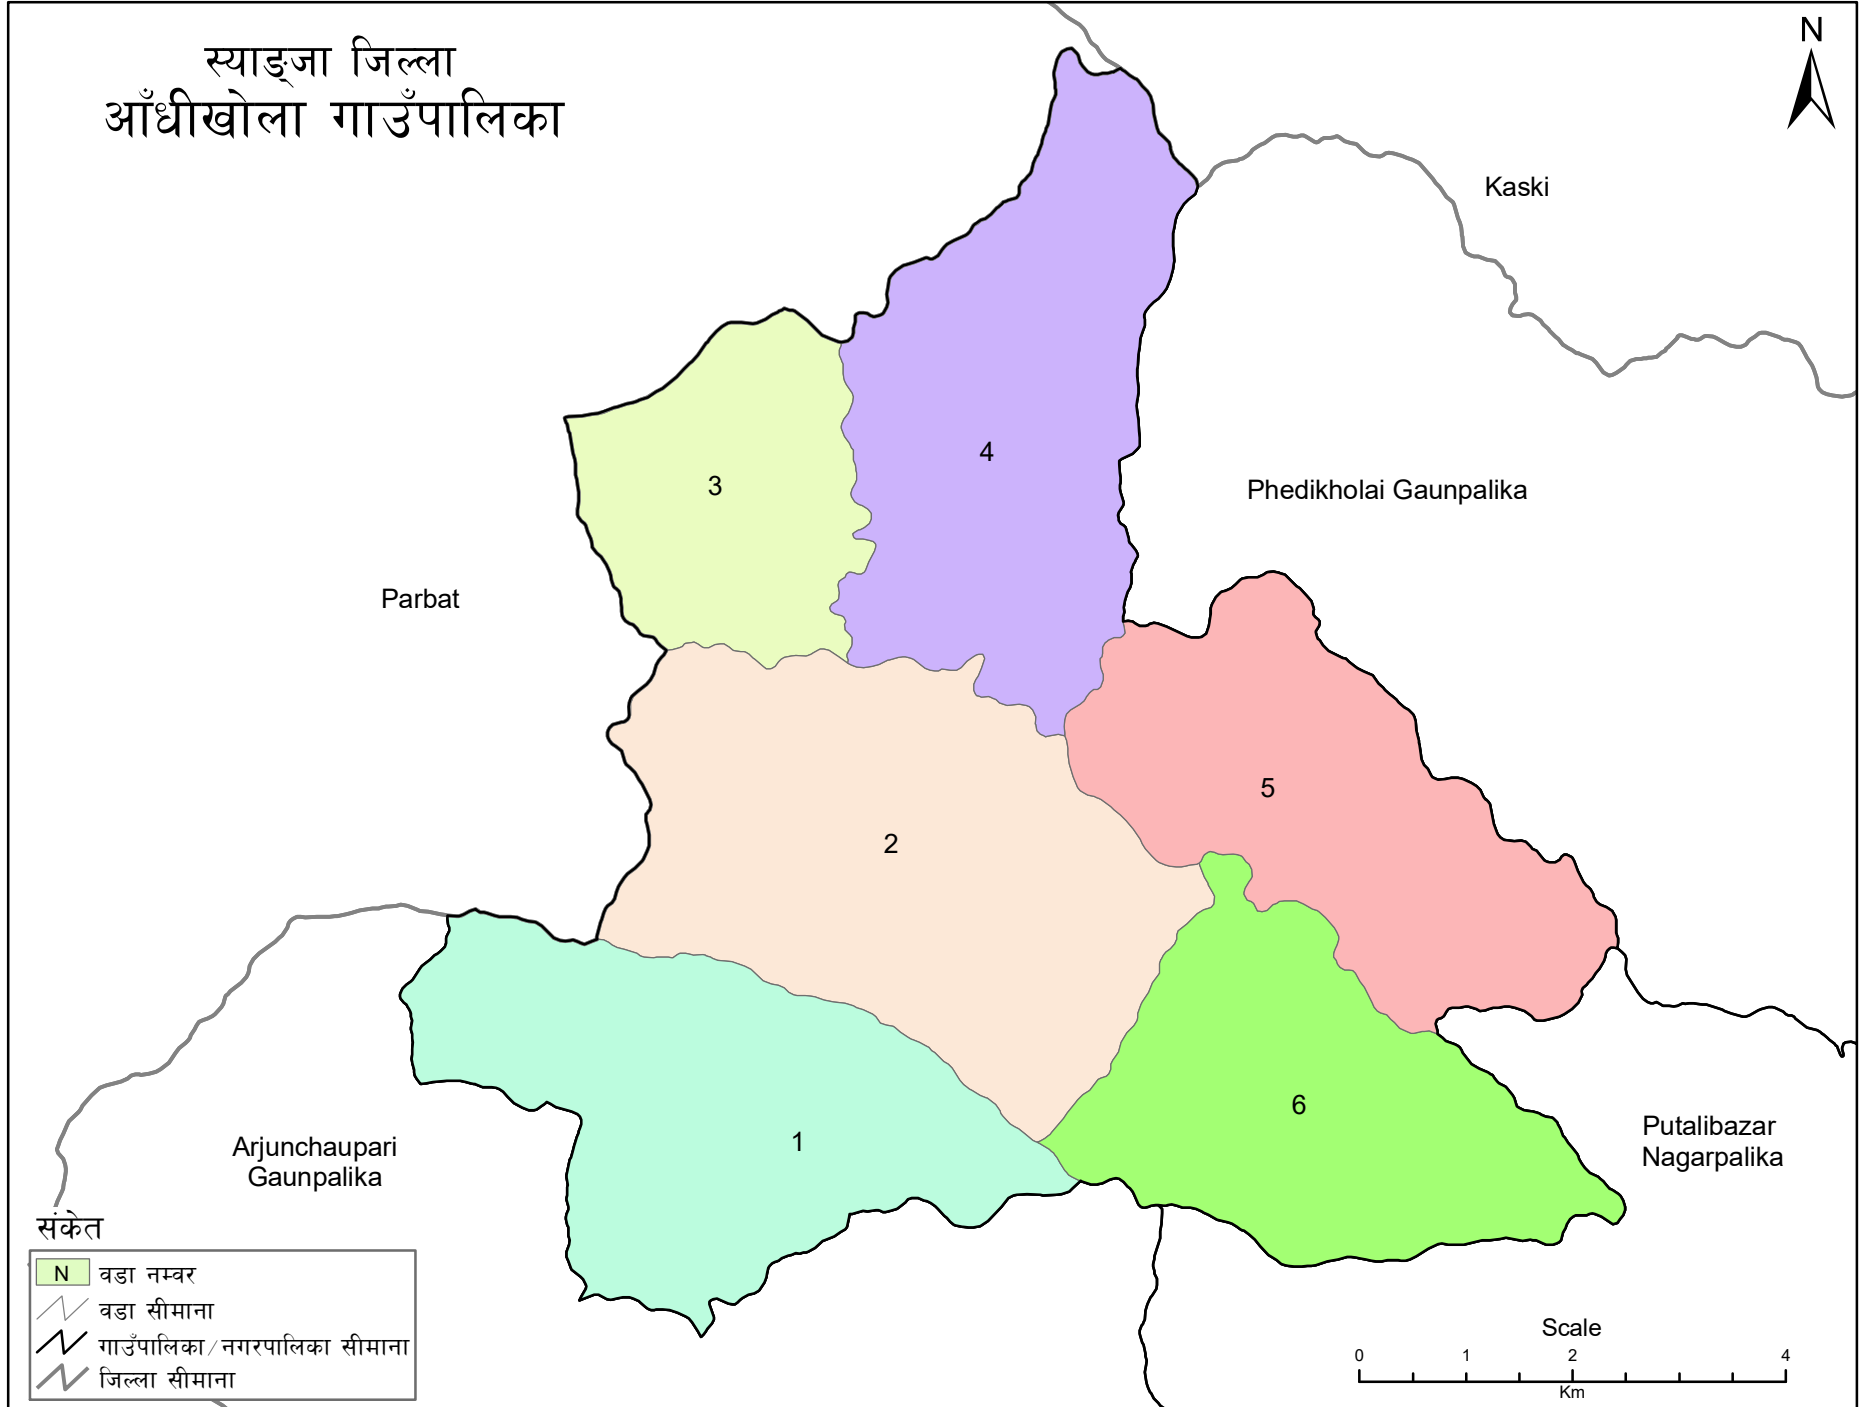 स्याङ्जा जिल्ला
आँधीखोला गाउँपालिका
N
Kaski
4
3
Phedikholai Gaunpalika
Parbat
5
2
6
1
Arjunchaupari
Gaunpalika
Putalibazar
Nagarpalika
संकेत
N वडा नम्वर
वडा सीमाना
गाउँपालिका/नगरपालिका सीमाना
जिल्ला सीमाना
Scale
0 1 2 4
Km